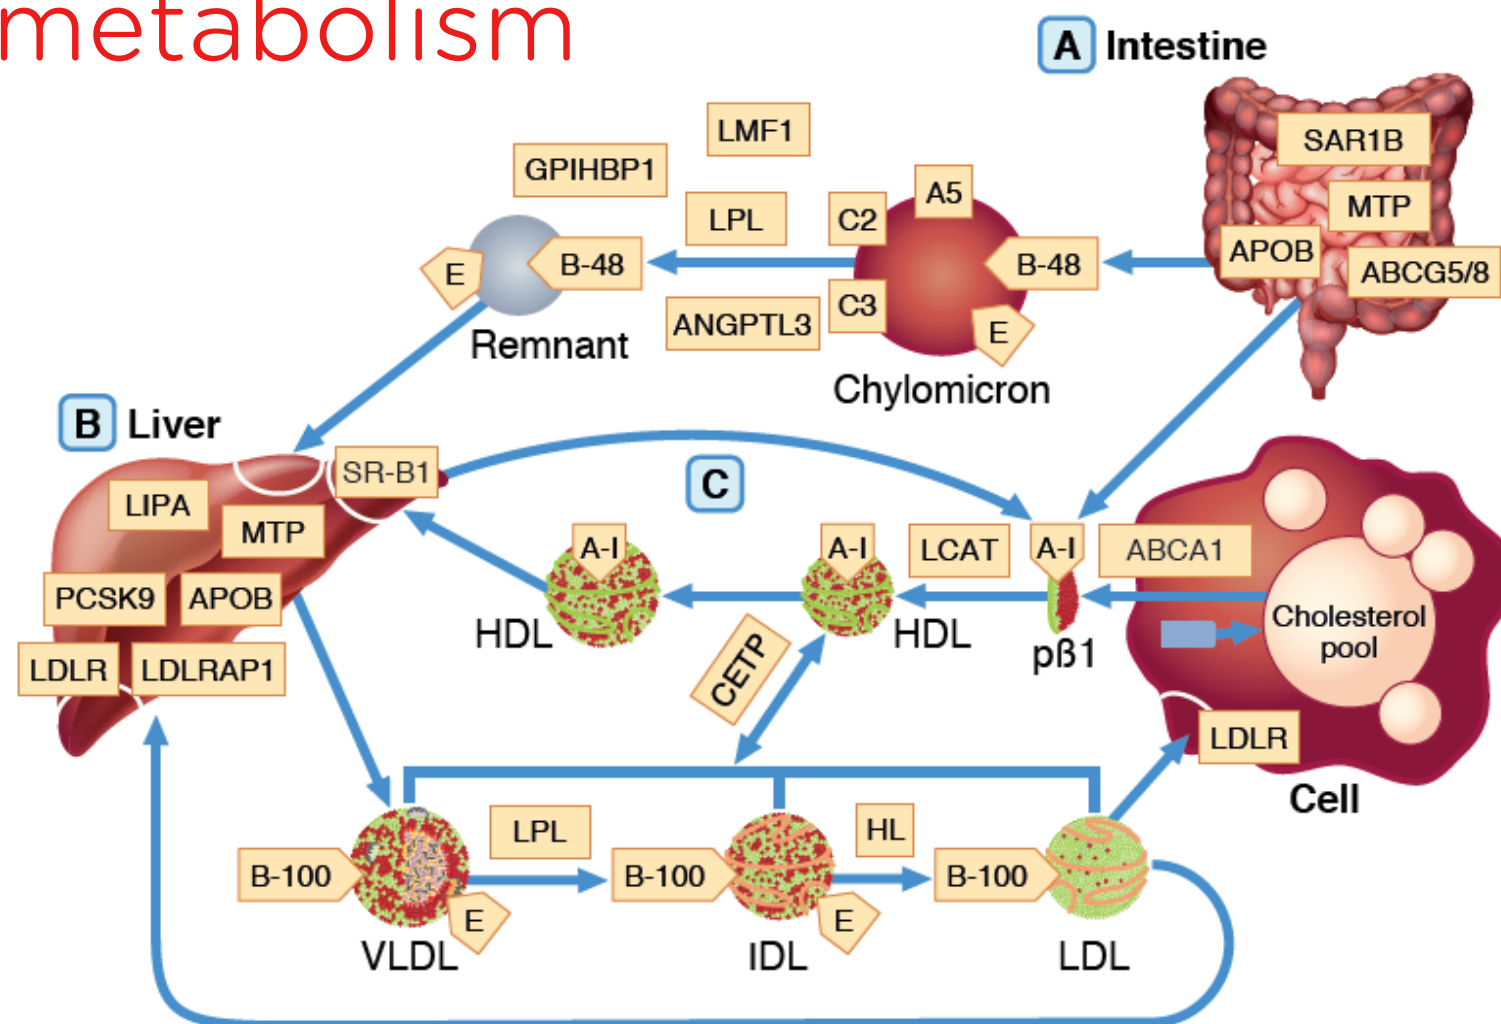 metabolism
A Intestine
LMF1
GPIHBP1
SAR1B
A5
MTP
LPL
C2
APOB
B-48
B-48
ABCG5/8
E
C3
ANGPTL3
E
Remnant
Chylomicron
B Liver
SR-B1
C
LIPA
MTP
A-I
A-I
LCAT
A-I
ABCA1
PCSK9
APOB
HDL
HDL
pß1
Cholesterol
pool
LDLR
LDLRAP1
CETP
LDLR
Cell
LPL
HL
B-100
B-100
B-100
E
E
VLDL
IDL
LDL